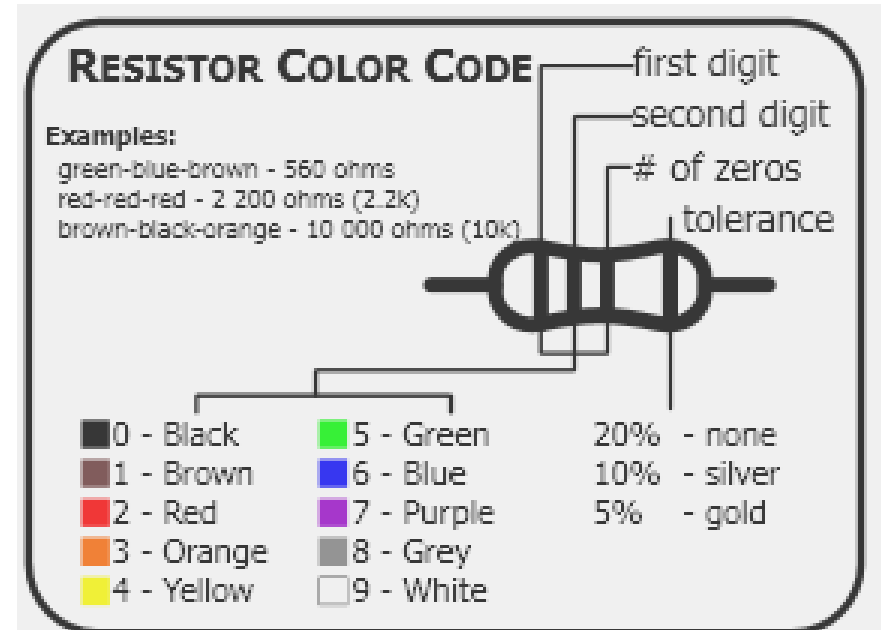 RESISTOR COLOR CODE
first digit
second digit
# of zeros
tolerance
Examples:
green-blue-brown - 560 ohms
red-red-red - 2 200 ohms (2.2k)
brown-black-orange - 10 000 ohms (10k)
0 - Black
1 - Brown
2 - Red
3 - Orange
4 - Yellow
5 - Green
6 - Blue
7 - Purple
8 - Grey
9 - White
20% - none
10% - silver
5% - gold